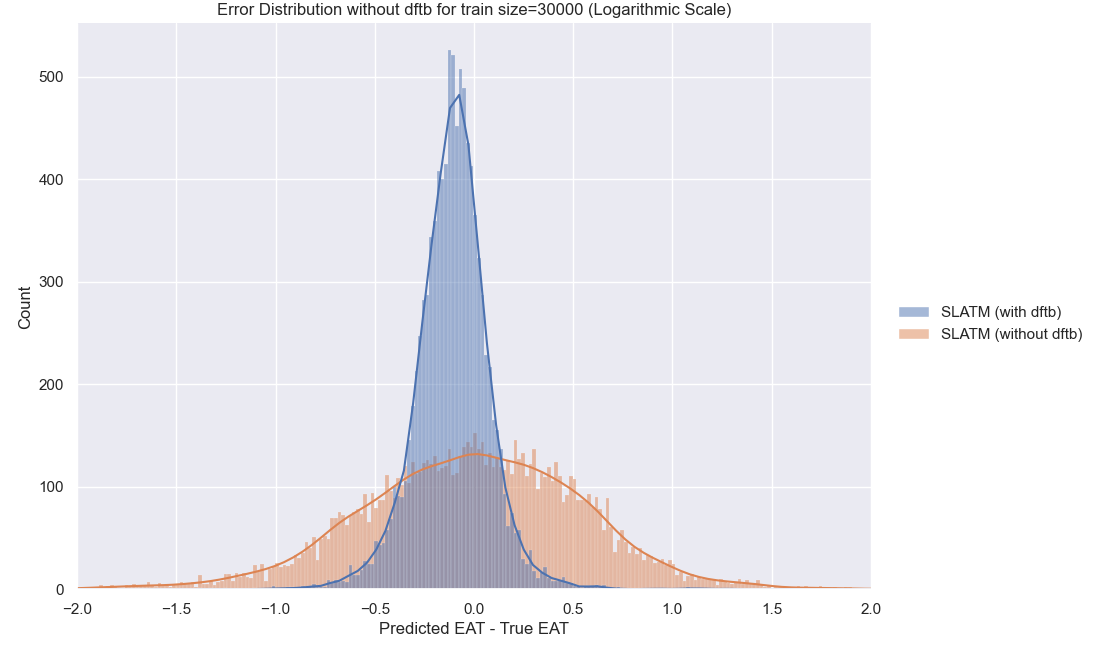 Error Distribution without dftb for train size=30000 (Logarithmic Scale)
500
400
300
200
100
0
Count
−2.0 −1.5 −1.0 −0.5 0.0 0.5 1.0 1.5 2.0
Predicted EAT - True EAT
SLATM (with dftb)
SLATM (without dftb)